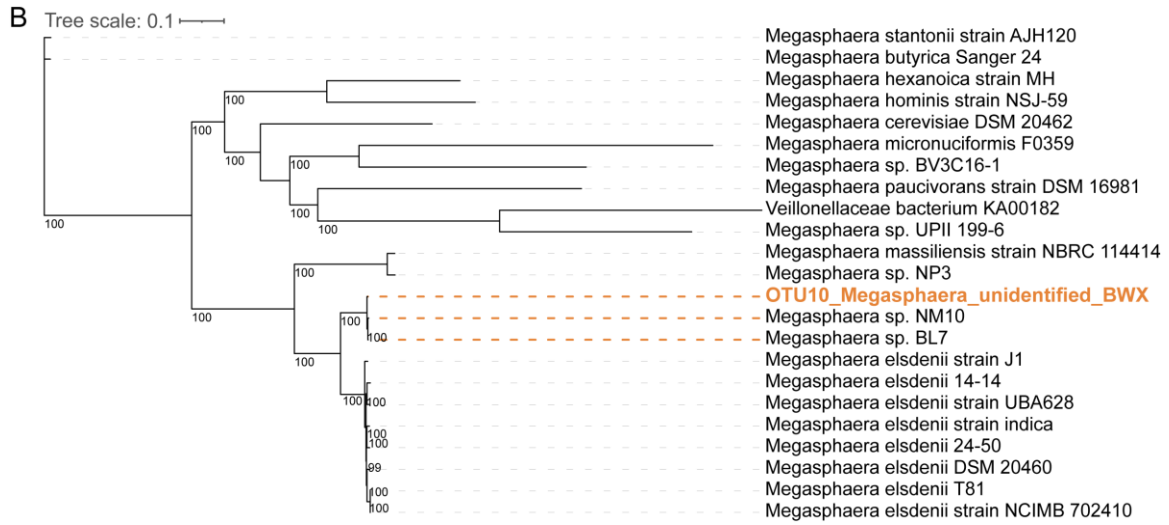 B
Tree scale: 0.1
Megasphaera stantonii strain AJH120
Megasphaera butyrica Sanger 24
Megasphaera hexanoica strain MH
100
Megasphaera hominis strain NSJ-59
Megasphaera cerevisiae DSM 20462
100
Megasphaera micronuciformis F0359
100
100
Megasphaera sp. BV3C16-1
Megasphaera paucivorans strain DSM 16981
Veillonellaceae bacterium KA00182
100
100
100
Megasphaera sp. UPII 199-6
Megasphaera massiliensis strain NBRC 114414
100
Megasphaera sp. NP3
OTU10_Megasphaera_unidentified_BWX
100
100
Megasphaera sp. NM10
100
Megasphaera sp. BL7
100
Megasphaera elsdenii strain J1
Megasphaera elsdenii 14-14
100
100
Megasphaera elsdenii strain UBA628
Megasphaera elsdenii strain indica
100
100
Megasphaera elsdenii 24-50
99
Megasphaera elsdenii DSM 20460
100
Megasphaera elsdenii T81
100
Megasphaera elsdenii strain NCIMB 702410